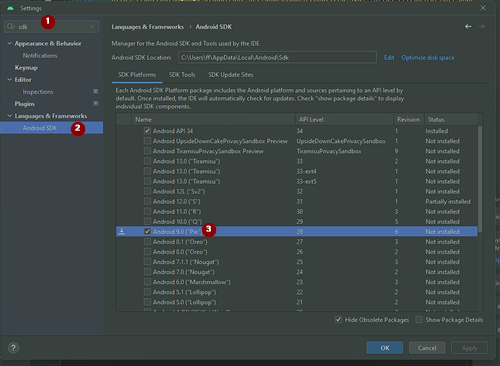 Settings
1
sdk
Languages & Frameworks › Android SDK
Appearance & Behavior
Notifications
Keymap
Editor
Inspections
Plugins
Languages & Frameworks
Android SDK
2
Manager for the Android SDK and Tools used by the IDE
Android SDK Location: C:\Users\ff\AppData\Local\Android\Sdk Edit Optimize disk space
SDK Platforms SDK Tools SDK Update Sites
Each Android SDK Platform package includes the Android platform and sources pertaining to an API level by
default. Once installed, the IDE will automatically check for updates. Check "show package details" to display
individual SDK components.
Name API Level Revision Status
Android API 34 34 1 Installed
UpsideDownCakePrivacySandbox Preview UpsideDownCakePrivacySandbox 1 Not installed
TiramisuPrivacySandbox Preview TiramisuPrivacySandbox 9 Not installed
Android 13.0 ("Tiramisu") 33 2 Not installed
Android 13.0 ("Tiramisu") 33-ext4 1 Not installed
Android 13.0 ("Tiramisu") 33-ext5 1 Not installed
Android 12L ("Sv2") 32 1 Not installed
Android 12.0 ("S") 31 1 Partially installed
Android 11.0 ("R") 30 3 Not installed
Android 10.0 ("Q") 29 5 Not installed
Android 9.0 ("Pie") 3 28 6 Not installed
Android 8.1 ("Oreo") 27 3 Not installed
Android 8.0 ("Oreo") 26 2 Not installed
Android 7.1.1 ("Nougat") 25 3 Not installed
Android 7.0 ("Nougat") 24 2 Not installed
Android 6.0 ("Marshmallow") 23 3 Not installed
Android 5.1 ("Lollipop") 22 2 Not installed
Android 5.0 ("Lollipop") 21 2 Not installed
Hide Obsolete Packages Show Package Details
? OK Cancel Apply